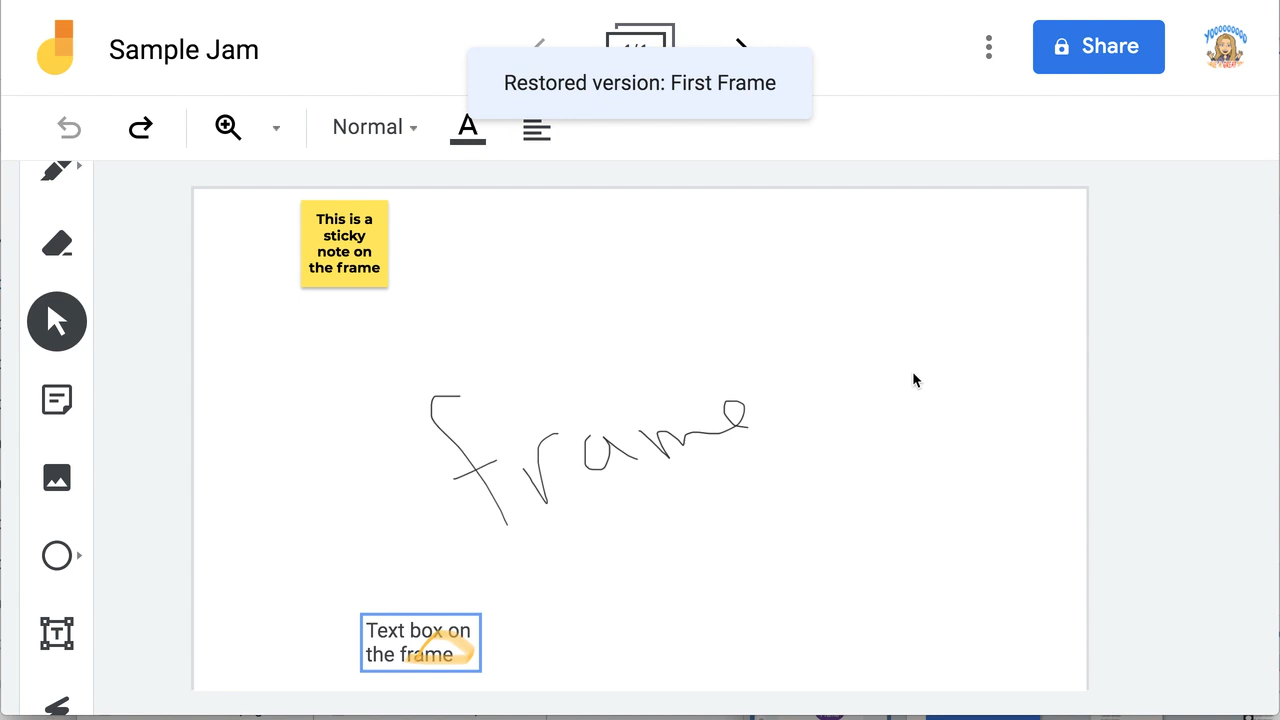 Sample Jam
Restored version: First Frame
Share
Normal
A
This is a
sticky
note on
the frame
frame
T
Text box on
the frame